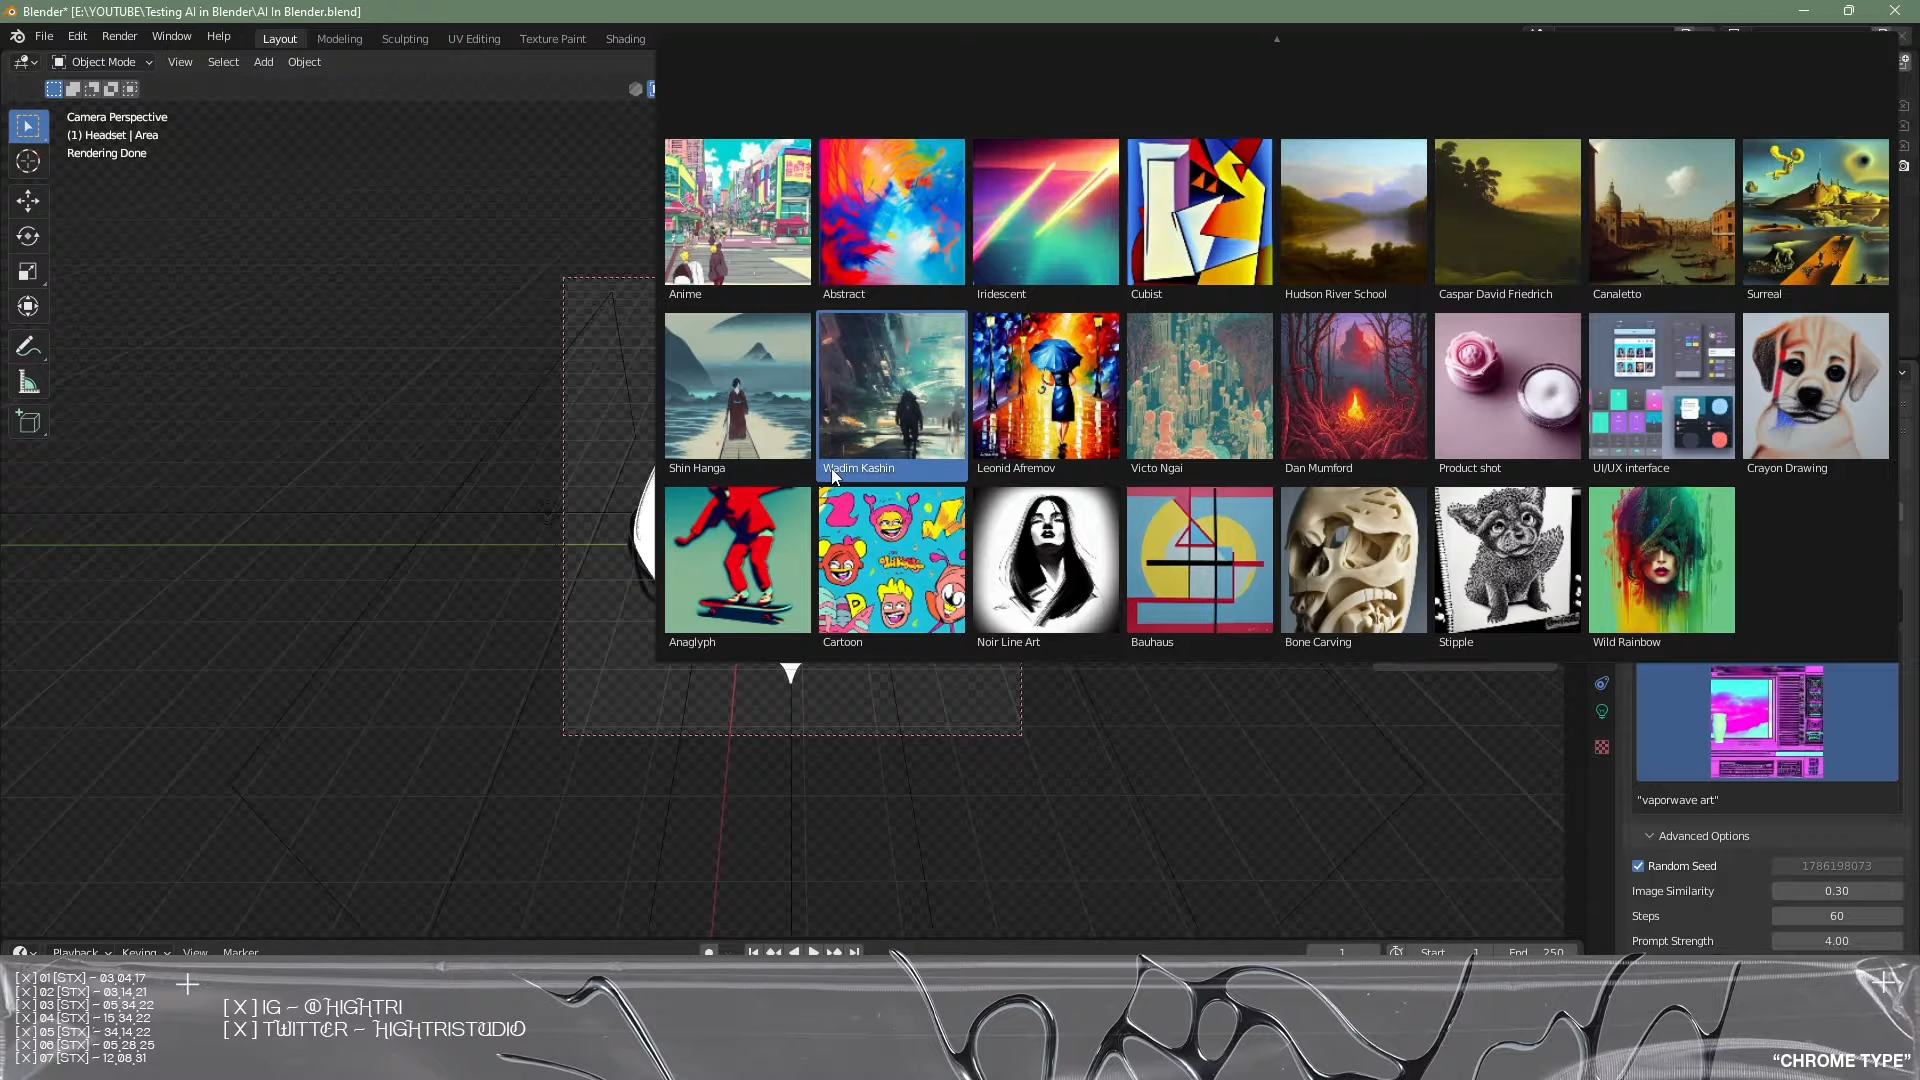 Blender* [E:\YOUTUBE\Testing AI in Blender\AI In Blender.blend]
File Edit Render Window Help Layout Modeling Sculpting UV Editing Texture Paint Shading
Object Mode View Select Add Object
Camera Perspective
(1) Headset | Area
Rendering Done
Anime Abstract Iridescent Cubist Hudson River School Caspar David Friedrich Canaletto Surreal
Shin Hanga Wadim Kashin Leonid Afremov Victo Ngai Dan Mumford Product shot UI/UX interface Crayon Drawing
Anaglyph Cartoon Noir Line Art Bauhaus Bone Carving Stipple Wild Rainbow
"vaporwave art"
Advanced Options
Random Seed 1786198073
Image Similarity 0.30
Steps 60
Prompt Strength 4.00
Playback Keying View Marker 1 Start 1 End 250
[X] 01 [STX] – 03.04.17
[X] 02 [STX] – 03.14.21
[X] 03 [STX] – 05.34.22
[X] 04 [STX] – 15.34.22
[X] 05 [STX] – 34.14.22
[X] 06 [STX] – 05.28.25
[X] 07 [STX] – 12.08.31
[X] IG – @HIGHTRI
[X] TWITTER – HIGHTRISTUDIO
“CHROME TYPE”